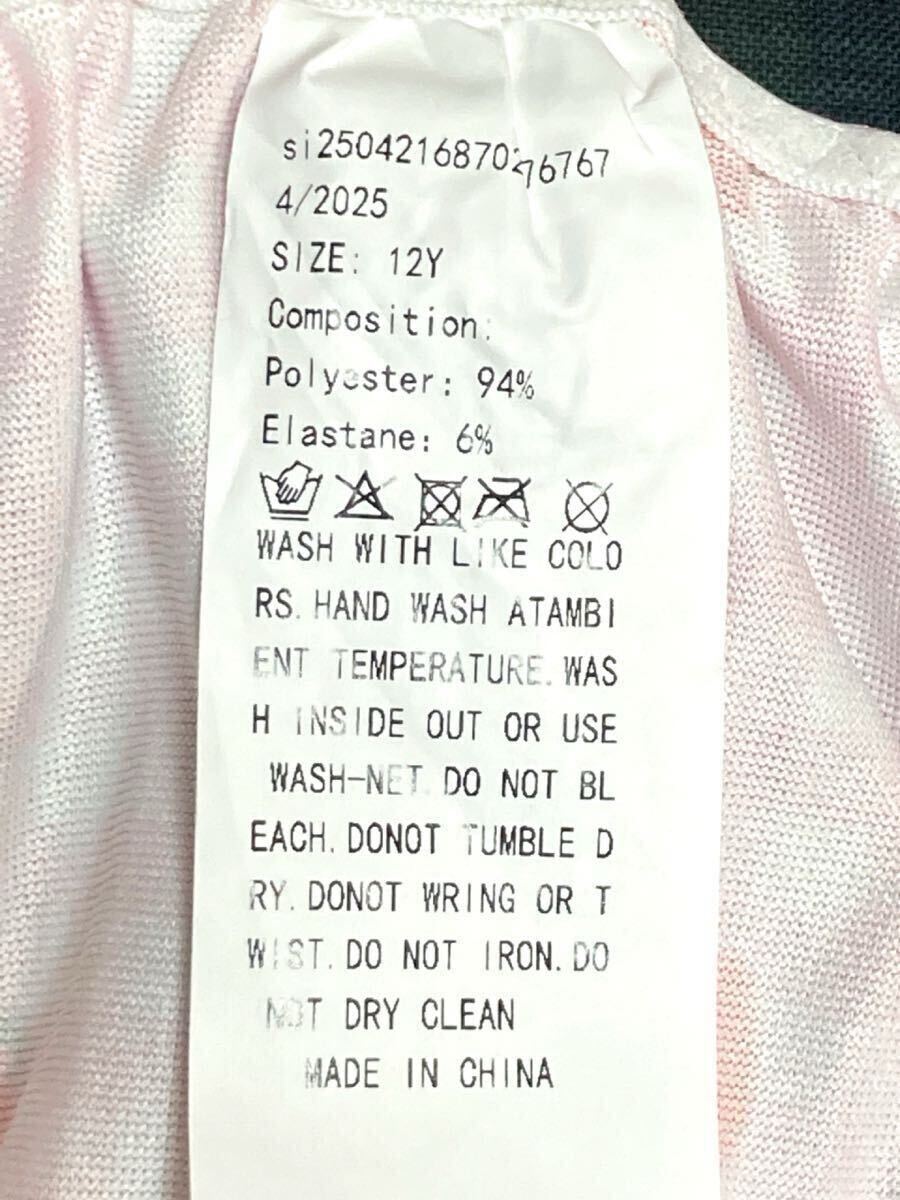 4/2025
SIZE: 12Y
Composition:
Polyester: 94%
Elastane: 6%
WASH WITH LIKE COLO
RS. HAND WASH ATAMBI
ENT TEMPERATURE. WAS
H INSIDE OUT OR USE
WASH-NET. DO NOT BL
EACH. DONOT TUMBLE D
RY. DONOT WRING OR T
WIST. DO NOT IRON. DO
NOT DRY CLEAN
MADE IN CHINA